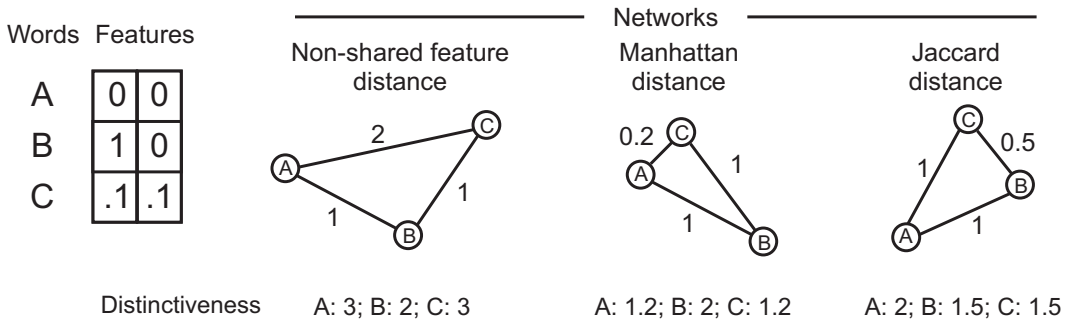 Networks
Words Features
Non-shared feature
distance
Manhattan
distance
Jaccard
distance
A 0 0
B 1 0
C .1 .1
A
B
C
2
1
1
A
B
C
0.2
1
1
A
B
C
1
0.5
1
Distinctiveness A: 3; B: 2; C: 3 A: 1.2; B: 2; C: 1.2 A: 2; B: 1.5; C: 1.5